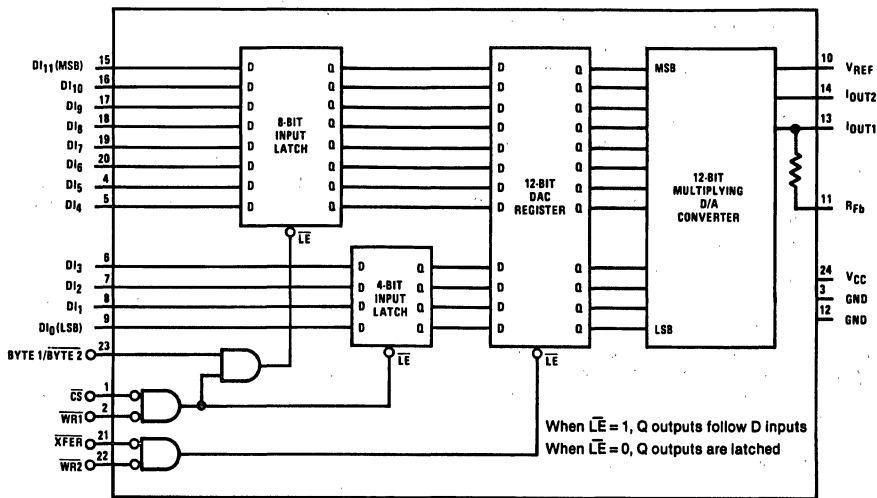 DI11(MSB) 15
DI10 16
DI9 17
DI8 18
DI7 19
DI6 20
DI5 4
DI4 5
DI3 6
DI2 7
DI1 8
DI0(LSB) 9
BYTE 1/BYTE 2 23
CS 1
WR1 2
XFER 21
WR2 22
D Q
D Q
D Q
D Q
D Q
D Q
D Q
D Q
8-BIT
INPUT
LATCH
LE
D Q
D Q
D Q
D Q
4-BIT
INPUT
LATCH
LE
D Q
D Q
D Q
D Q
D Q
D Q
D Q
D Q
D Q
D Q
D Q
D Q
12-BIT
DAC
REGISTER
LE
MSB
12-BIT
MULTIPLYING
D/A
CONVERTER
LSB
10 VREF
14 IOUT2
13 IOUT1
11 RFb
24 VCC
3 GND
12 GND
When LE = 1, Q outputs follow D inputs
When LE = 0, Q outputs are latched